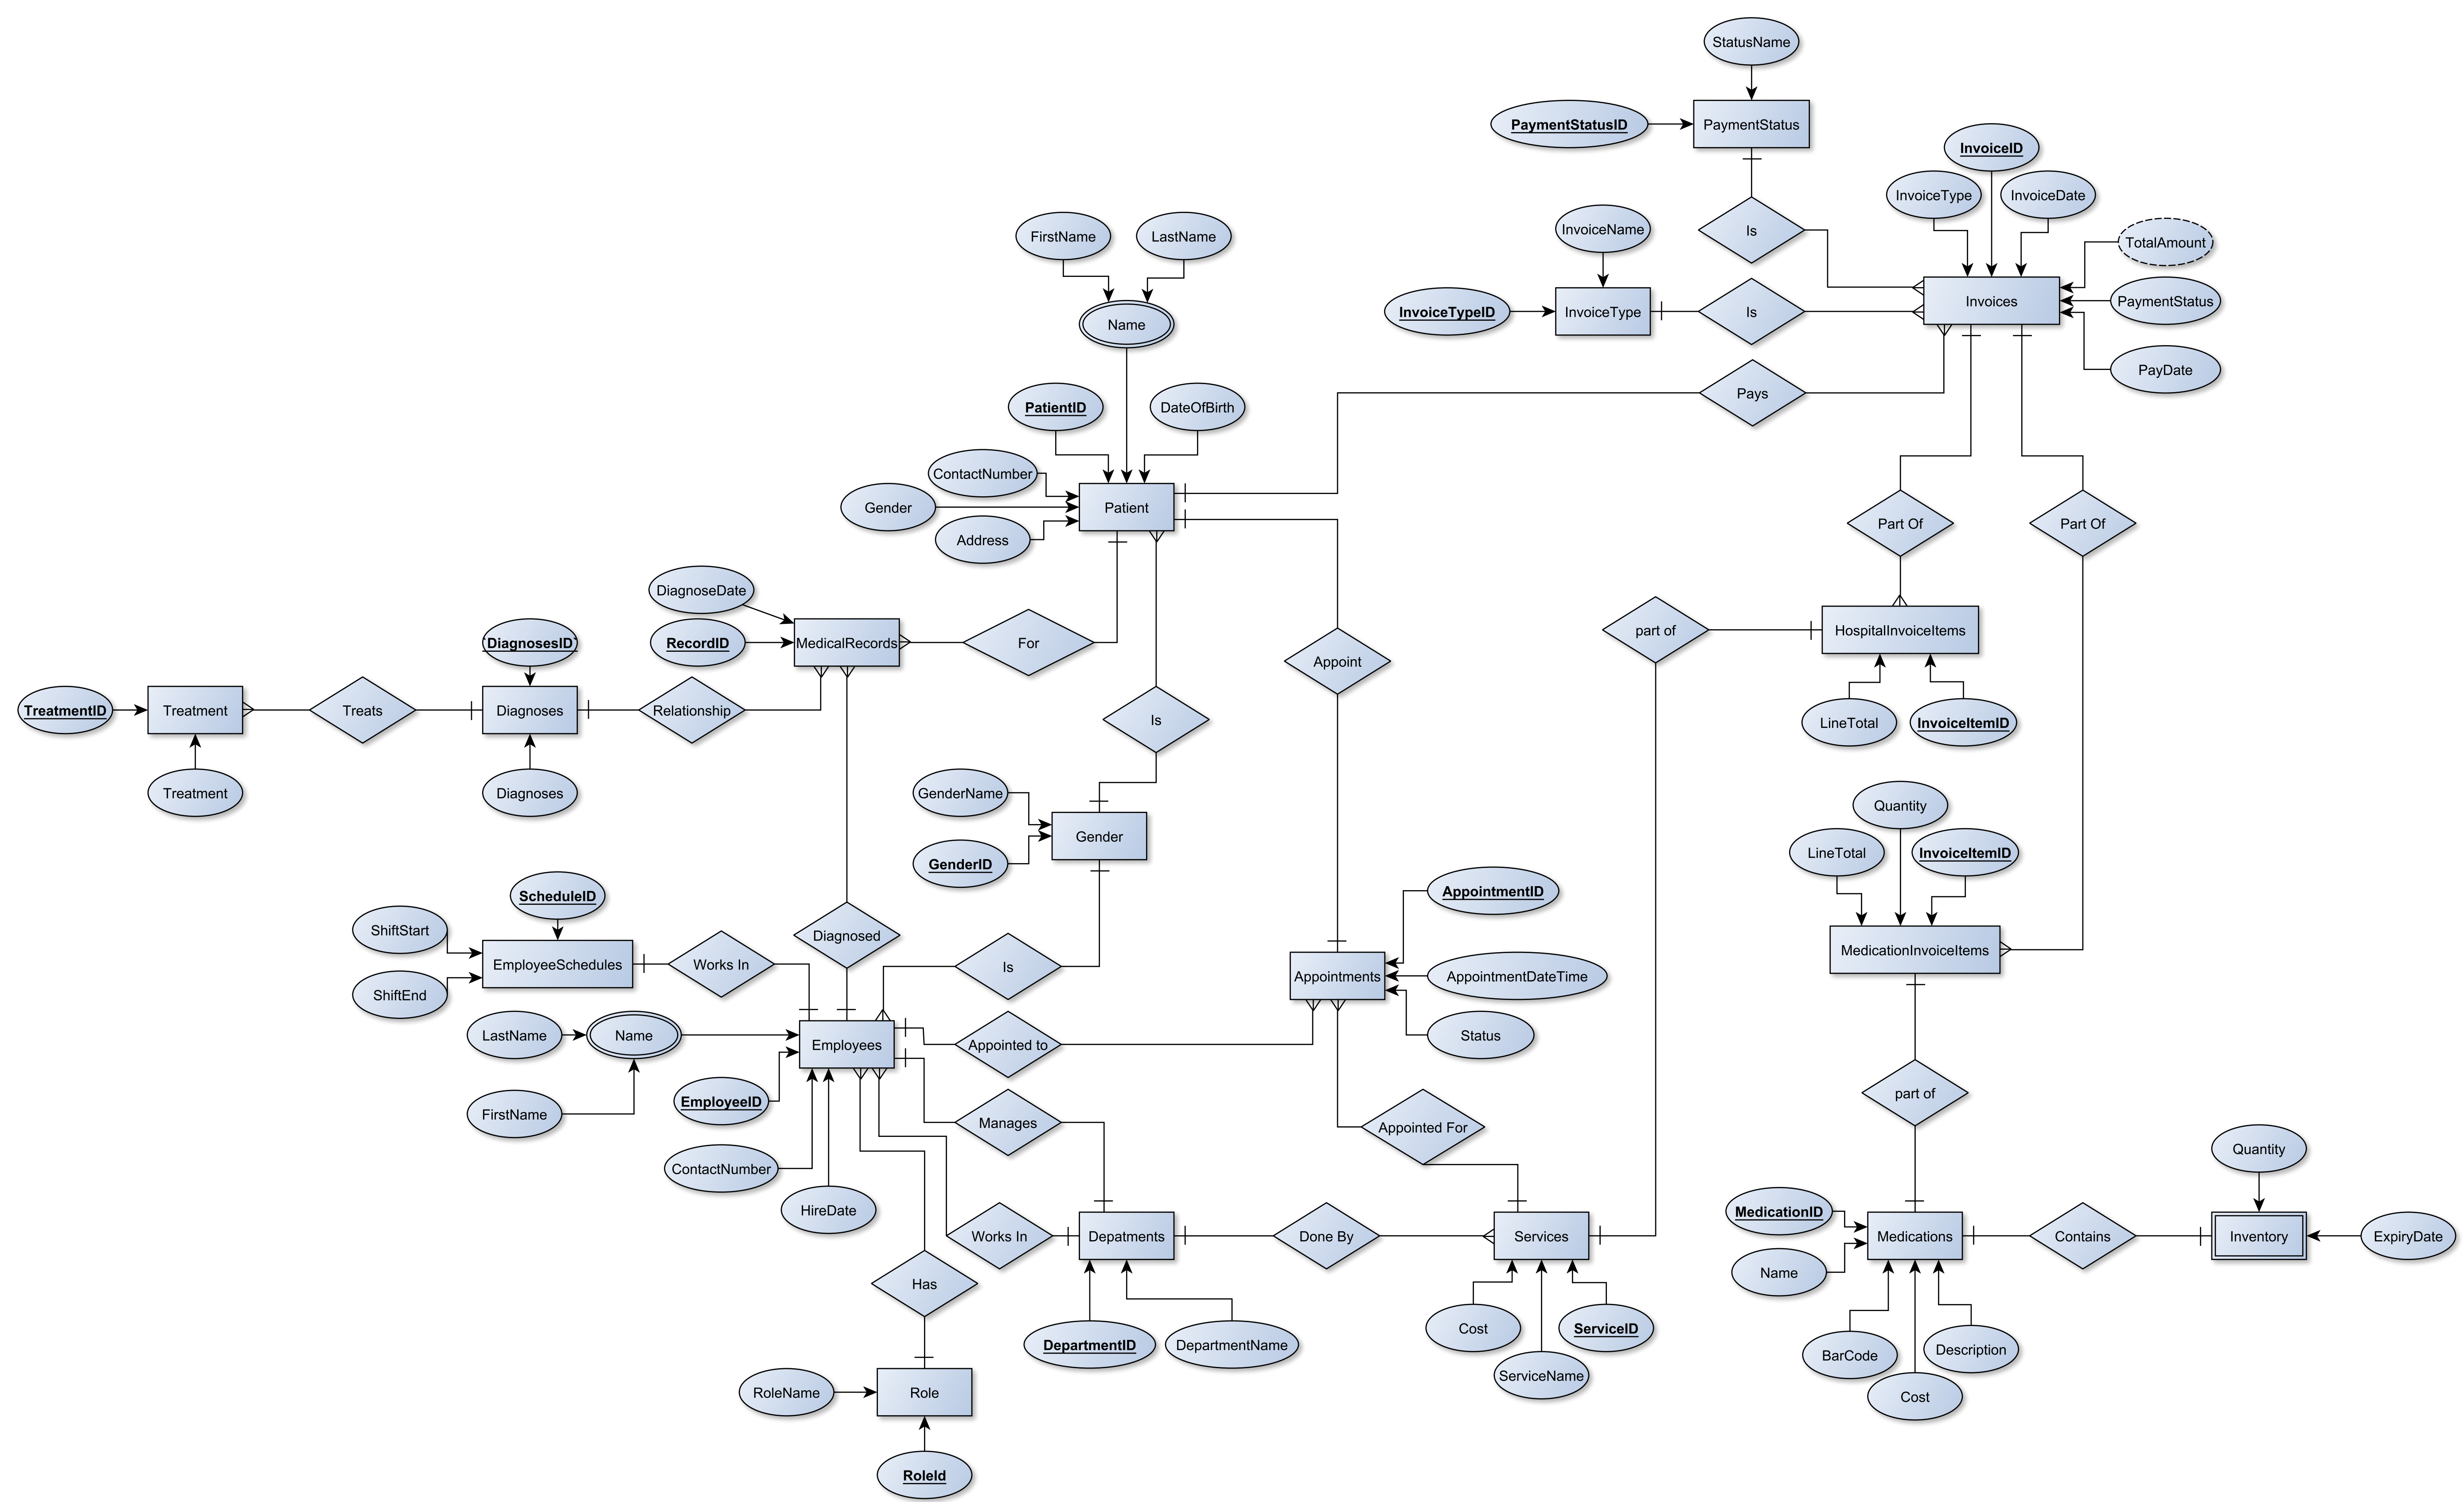 StatusName
PaymentStatusID
PaymentStatus
InvoiceID
InvoiceType
InvoiceDate
FirstName
LastName
InvoiceName
Is
TotalAmount
Name
InvoiceTypeID
InvoiceType
Is
Invoices
PaymentStatus
PayDate
Pays
PatientID
DateOfBirth
ContactNumber
Gender
Patient
Address
Part Of
Part Of
DiagnoseDate
DiagnosesID
RecordID
MedicalRecords
For
Appoint
part of
HospitalInvoiceItems
TreatmentID
Treatment
Treats
Diagnoses
Relationship
Is
LineTotal
InvoiceItemID
Treatment
Diagnoses
GenderName
Gender
GenderID
Quantity
LineTotal
InvoiceItemID
ScheduleID
ShiftStart
AppointmentID
Diagnosed
EmployeeSchedules
Works In
Is
MedicationInvoiceItems
ShiftEnd
Appointments
AppointmentDateTime
LastName
Name
Employees
Appointed to
Status
EmployeeID
FirstName
Manages
Appointed For
part of
ContactNumber
HireDate
Quantity
MedicationID
Works In
Depatments
Done By
Services
Medications
Contains
Inventory
ExpiryDate
Name
Has
Cost
ServiceID
DepartmentID
DepartmentName
ServiceName
BarCode
Description
Cost
RoleName
Role
RoleId